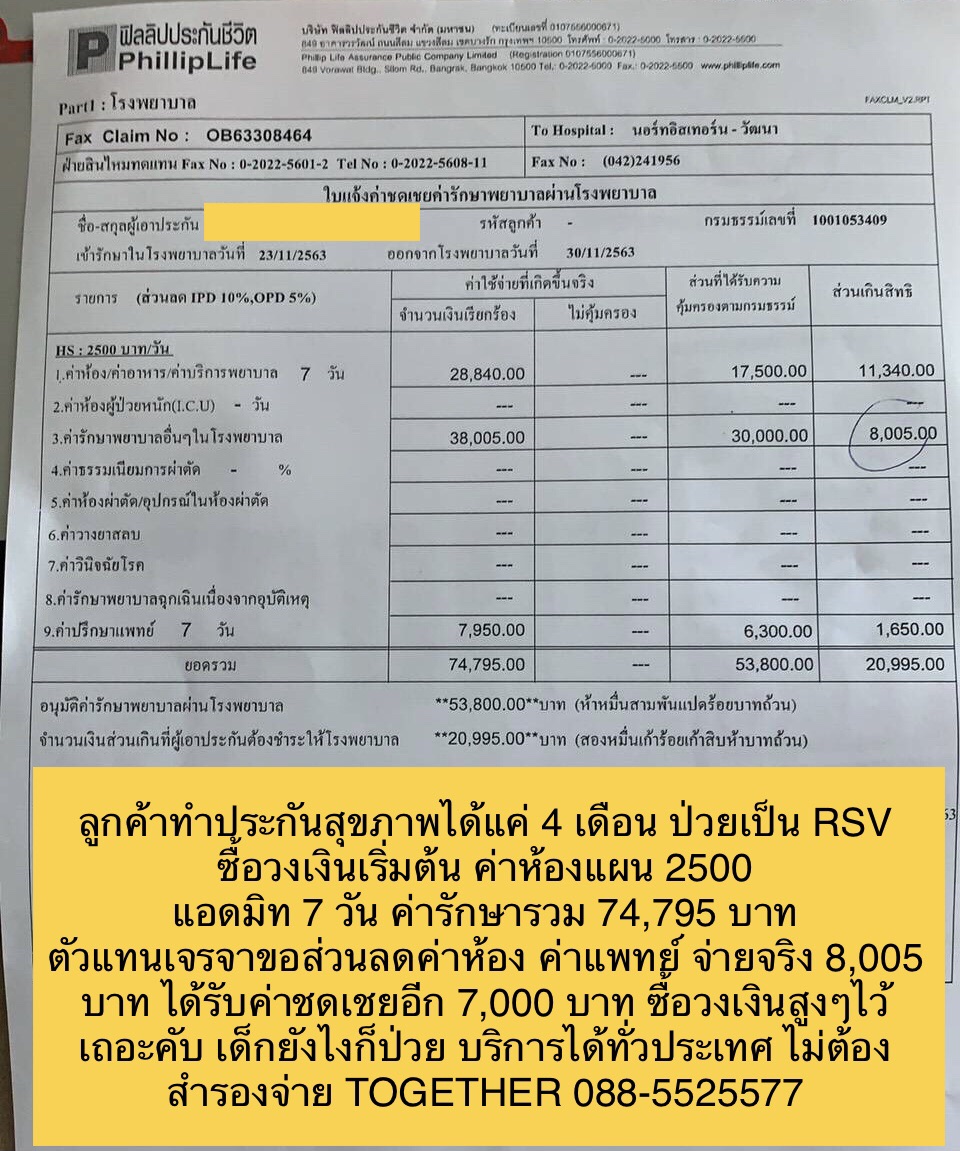 ฟิลลิปประกันชีวิต
PhillipLife
บริษัท ฟิลลิปประกันชีวิต จำกัด (มหาชน) (ทะเบียนเลขที่ 0107556000671)
849 อาคารวรวัฒน์ ถนนสีลม แขวงสีลม เขตบางรัก กรุงเทพฯ 10500 โทรศัพท์ : 0-2022-5000 โทรสาร : 0-2022-5500
Phillip Life Assurance Public Company Limited (Registration 0107556000671)
849 Vorawat Bldg., Silom Rd., Bangrak, Bangkok 10500 Tel.: 0-2022-5000 Fax.: 0-2022-5500 www.philliplife.com
Part1 : โรงพยาบาล
FAXCLM_V2.RPT
Fax Claim No : OB63308464
To Hospital : นอร์ทอีสเทอร์น - วัฒนา
ฝ่ายสินไหมทดแทน Fax No : 0-2022-5601-2 Tel No : 0-2022-5608-11
Fax No : (042)241956
ใบแจ้งค่าชดเชยค่ารักษาพยาบาลผ่านโรงพยาบาล
ชื่อ-สกุลผู้เอาประกัน รหัสลูกค้า - กรมธรรม์เลขที่ 1001053409
เข้ารักษาในโรงพยาบาลวันที่ 23/11/2563 ออกจากโรงพยาบาลวันที่ 30/11/2563
รายการ (ส่วนลด IPD 10%,OPD 5%)
ค่าใช้จ่ายที่เกิดขึ้นจริง
จำนวนเงินเรียกร้อง ไม่คุ้มครอง
ส่วนที่ได้รับความ
คุ้มครองตามกรมธรรม์
ส่วนเกินสิทธิ
HS : 2500 บาท/วัน
1.ค่าห้อง/ค่าอาหาร/ค่าบริการพยาบาล 7 วัน 28,840.00 --- 17,500.00 11,340.00
2.ค่าห้องผู้ป่วยหนัก(I.C.U) - วัน --- --- --- ---
3.ค่ารักษาพยาบาลอื่นๆในโรงพยาบาล 38,005.00 --- 30,000.00 8,005.00
4.ค่าธรรมเนียมการผ่าตัด - % --- --- --- ---
5.ค่าห้องผ่าตัด/อุปกรณ์ในห้องผ่าตัด --- --- --- ---
6.ค่าวางยาสลบ --- --- --- ---
7.ค่าวินิจฉัยโรค --- --- --- ---
8.ค่ารักษาพยาบาลฉุกเฉินเนื่องจากอุบัติเหตุ --- --- --- ---
9.ค่าปรึกษาแพทย์ 7 วัน 7,950.00 --- 6,300.00 1,650.00
ยอดรวม 74,795.00 --- 53,800.00 20,995.00
อนุมัติค่ารักษาพยาบาลผ่านโรงพยาบาล **53,800.00**บาท (ห้าหมื่นสามพันแปดร้อยบาทถ้วน)
จำนวนเงินส่วนเกินที่ผู้เอาประกันต้องชำระให้โรงพยาบาล **20,995.00**บาท (สองหมื่นเก้าร้อยเก้าสิบห้าบาทถ้วน)
ลูกค้าทำประกันสุขภาพได้แค่ 4 เดือน ป่วยเป็น RSV
ซื้อวงเงินเริ่มต้น ค่าห้องแผน 2500
แอดมิท 7 วัน ค่ารักษารวม 74,795 บาท
ตัวแทนเจรจาขอส่วนลดค่าห้อง ค่าแพทย์ จ่ายจริง 8,005
บาท ได้รับค่าชดเชยอีก 7,000 บาท ซื้อวงเงินสูงๆไว้
เถอะคับ เด็กยังไงก็ป่วย บริการได้ทั่วประเทศ ไม่ต้อง
สำรองจ่าย TOGETHER 088-5525577